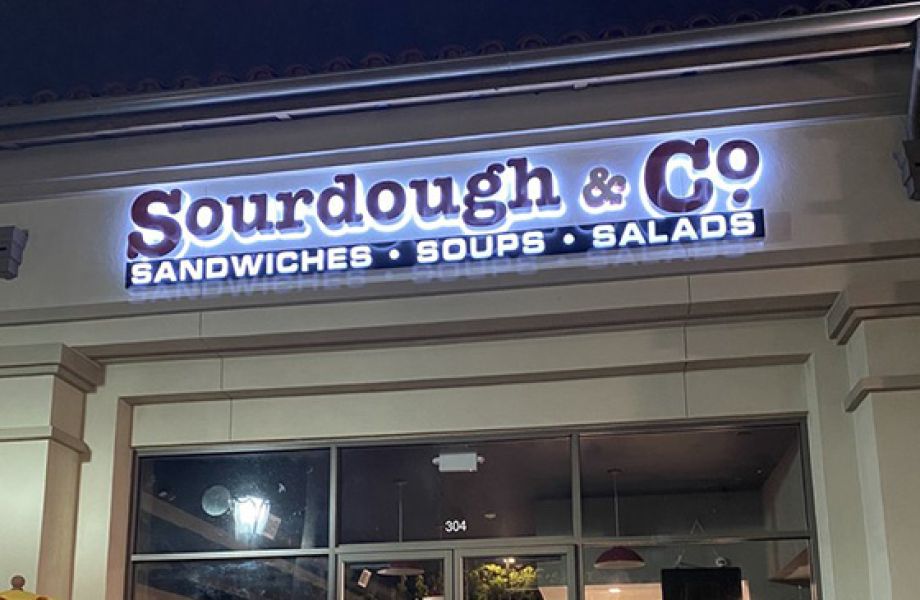 Sourdough & Co.
SANDWICHES • SOUPS • SALADS
304